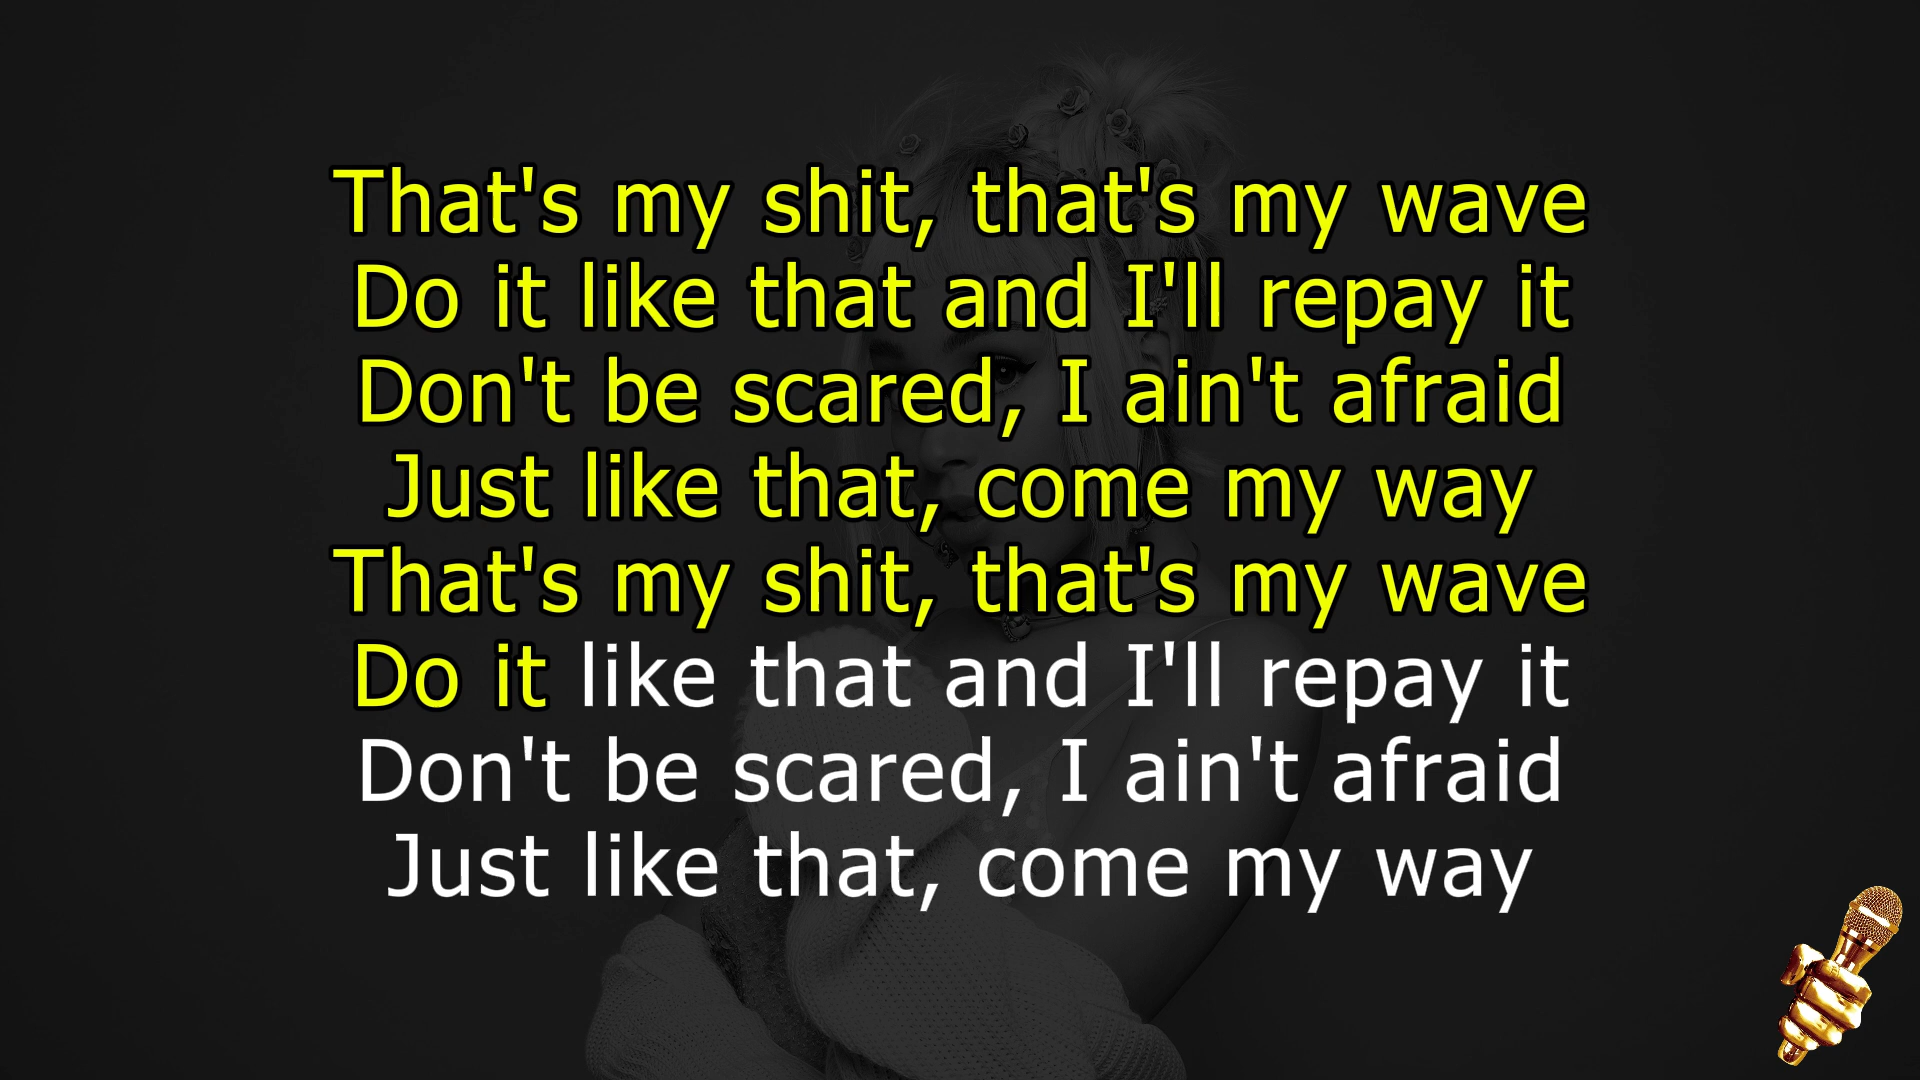 That's my shit, that's my wave
Do it like that and I'll repay it
Don't be scared, I ain't afraid
Just like that, come my way
That's my shit, that's my wave
Do it like that and I'll repay it
Don't be scared, I ain't afraid
Just like that, come my way